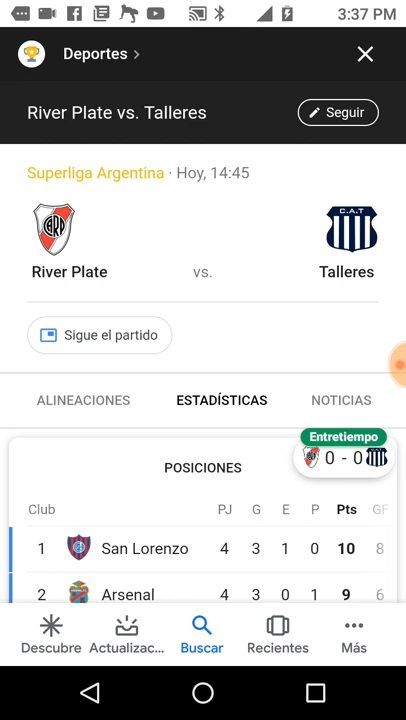 3:37 PM
Deportes
River Plate vs. Talleres
Seguir
Superliga Argentina · Hoy, 14:45
C.A.T
River Plate vs. Talleres
Sigue el partido
ALINEACIONES ESTADÍSTICAS NOTICIAS
Entretiempo
0 - 0
POSICIONES
Club PJ G E P Pts GF
1 San Lorenzo 4 3 1 0 10 8
2 Arsenal 4 3 0 1 9 6
Descubre Actualizac... Buscar Recientes Más